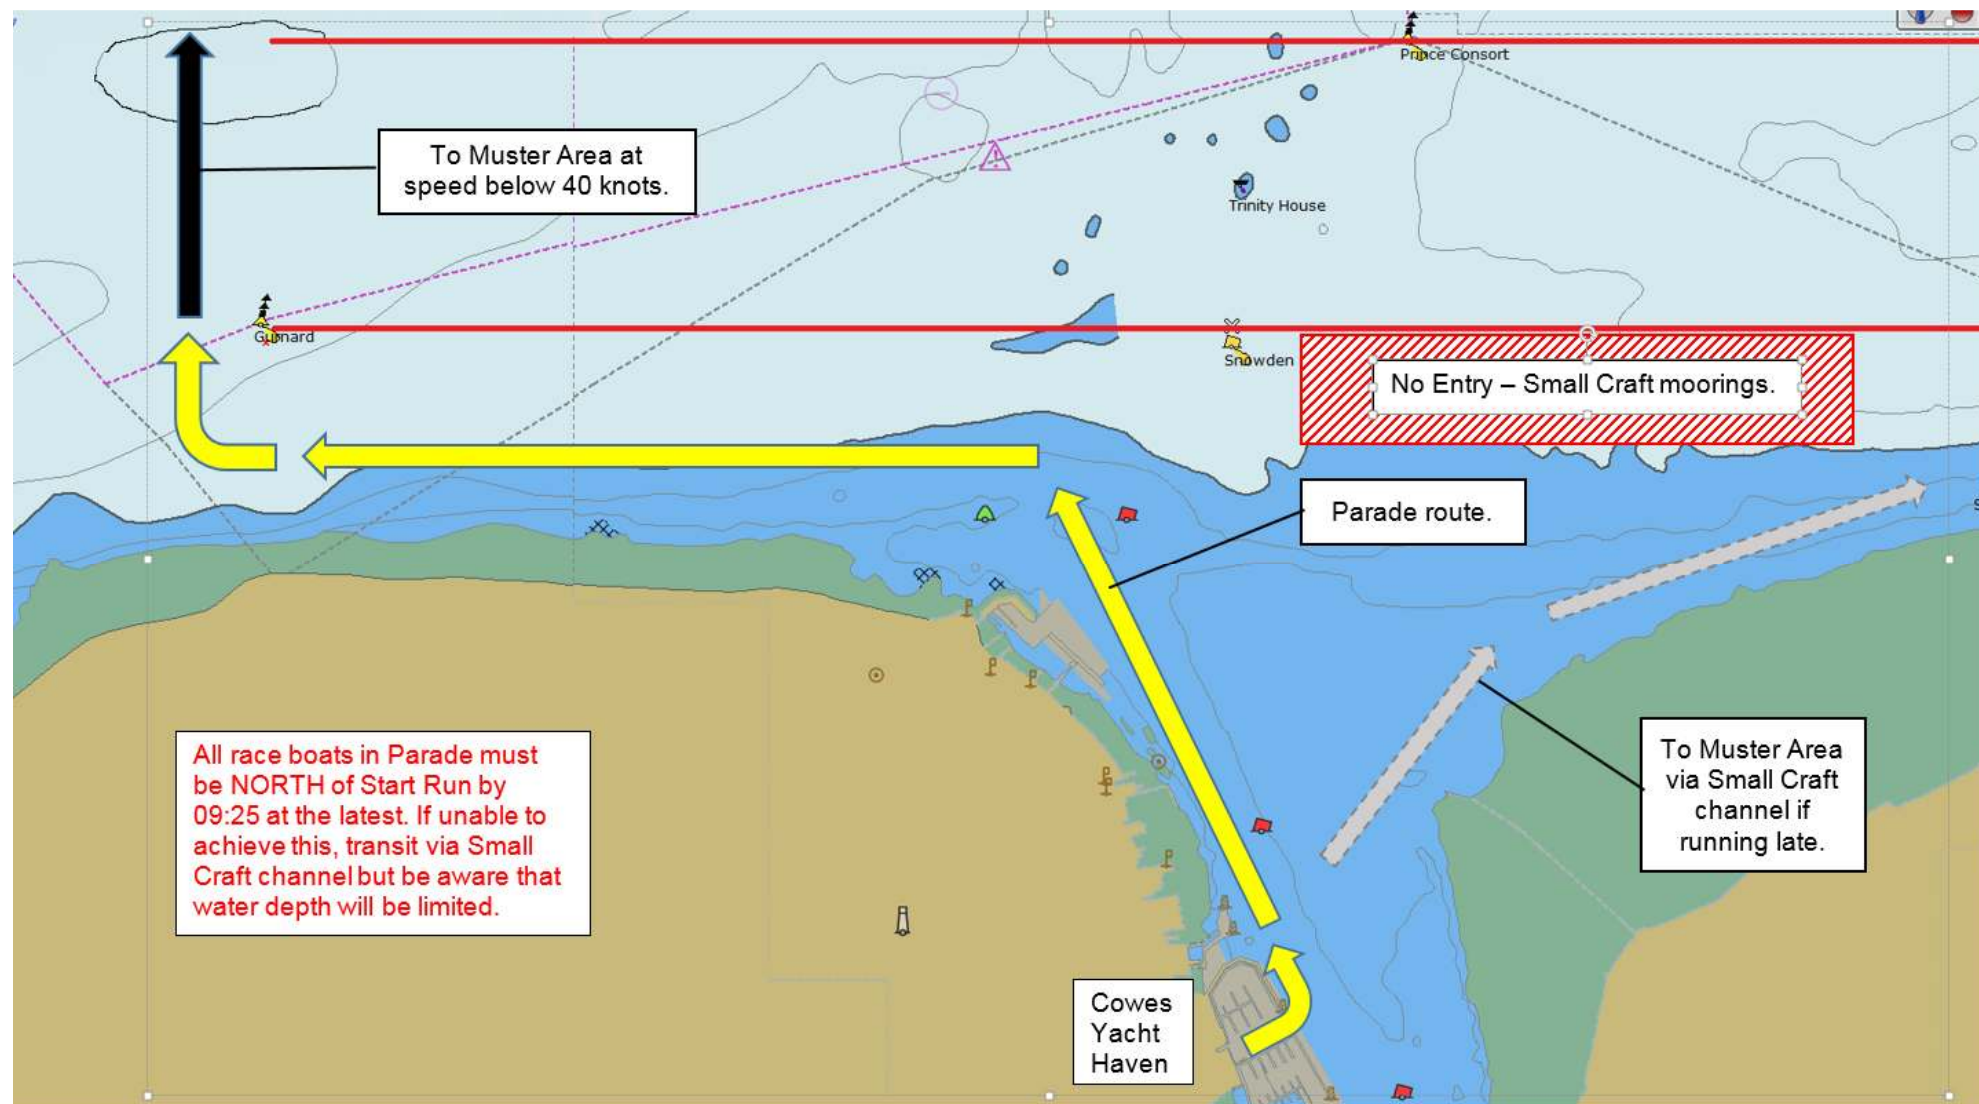 Prince Consort
To Muster Area at
speed below 40 knots.
Trinity House
Gurnard
Snowden
No Entry – Small Craft moorings.
Parade route.
All race boats in Parade must
be NORTH of Start Run by
09:25 at the latest. If unable to
achieve this, transit via Small
Craft channel but be aware that
water depth will be limited.
To Muster Area
via Small Craft
channel if
running late.
Cowes
Yacht
Haven